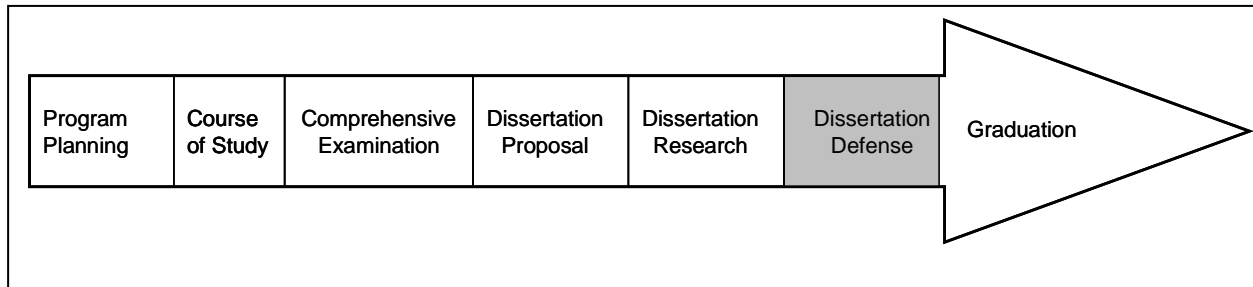 Program
Planning
Course
of Study
Comprehensive
Examination
Dissertation
Proposal
Dissertation
Research
Dissertation
Defense
Graduation